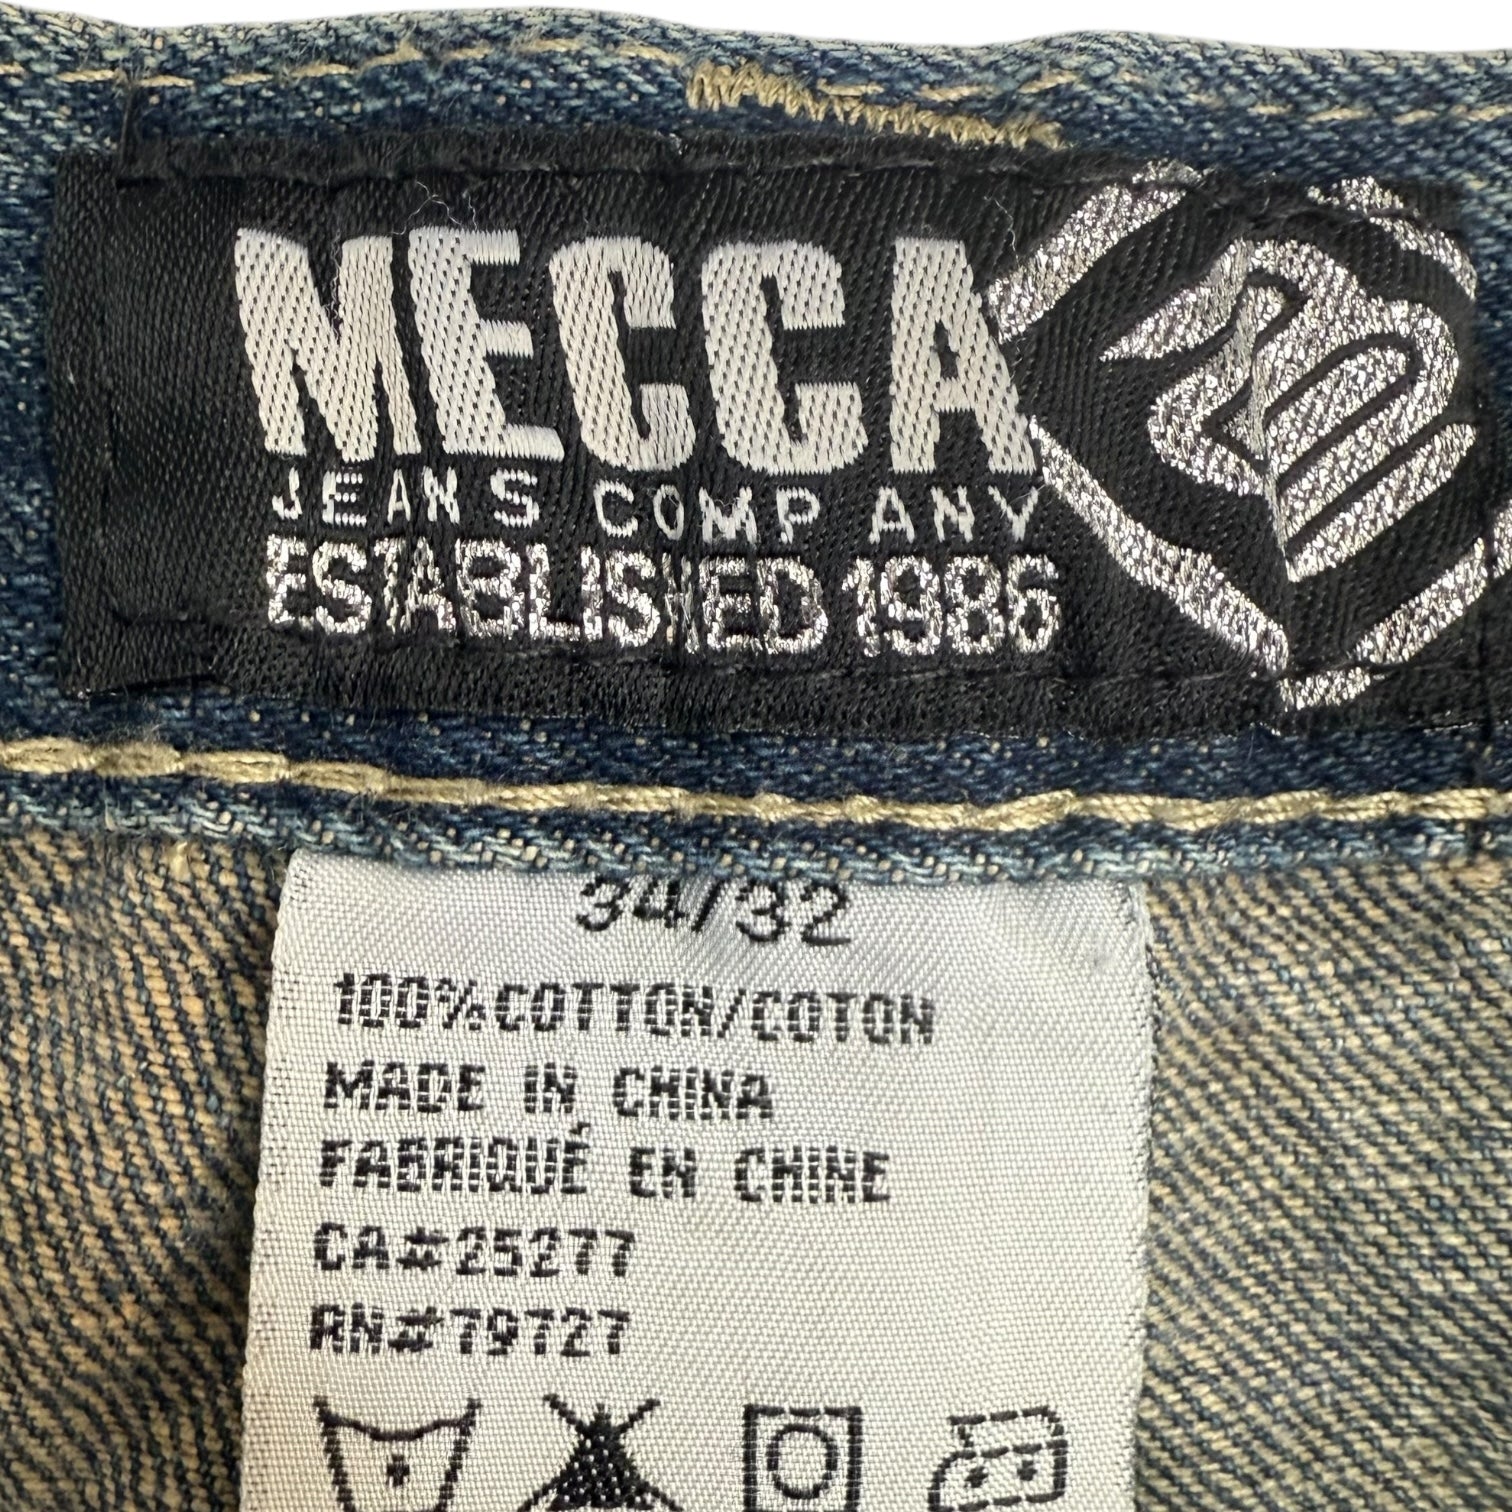 MECCA
JEANS COMPANY
ESTABLISHED 1986
34/32
100% COTTON/COTON
MADE IN CHINA
FABRIQUÉ EN CHINE
CA#25277
RN#79727